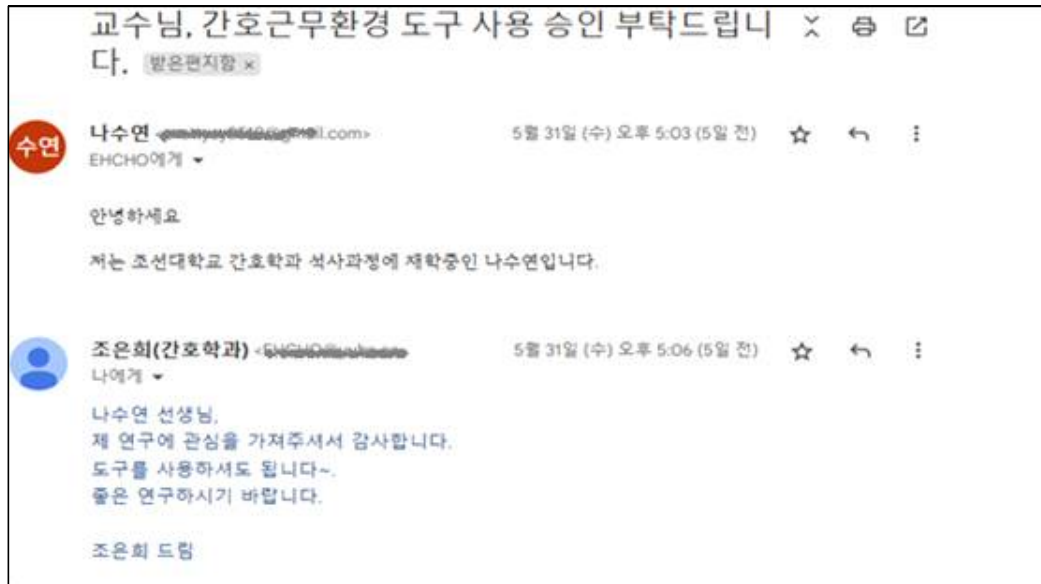 교수님, 간호근무환경 도구 사용 승인 부탁드립니
다. 받은편지함 ×
나수연 .com>
5월 31일 (수) 오후 5:03 (5일 전)
수연
EHCHO에게
안녕하세요
저는 조선대학교 간호학과 석사과정에 재학중인 나수연입니다.
조은희(간호학과)
5월 31일 (수) 오후 5:06 (5일 전)
나에게
나수연 선생님,
제 연구에 관심을 가져주셔서 감사합니다.
도구를 사용하셔도 됩니다~.
좋은 연구하시기 바랍니다.
조은희 드림